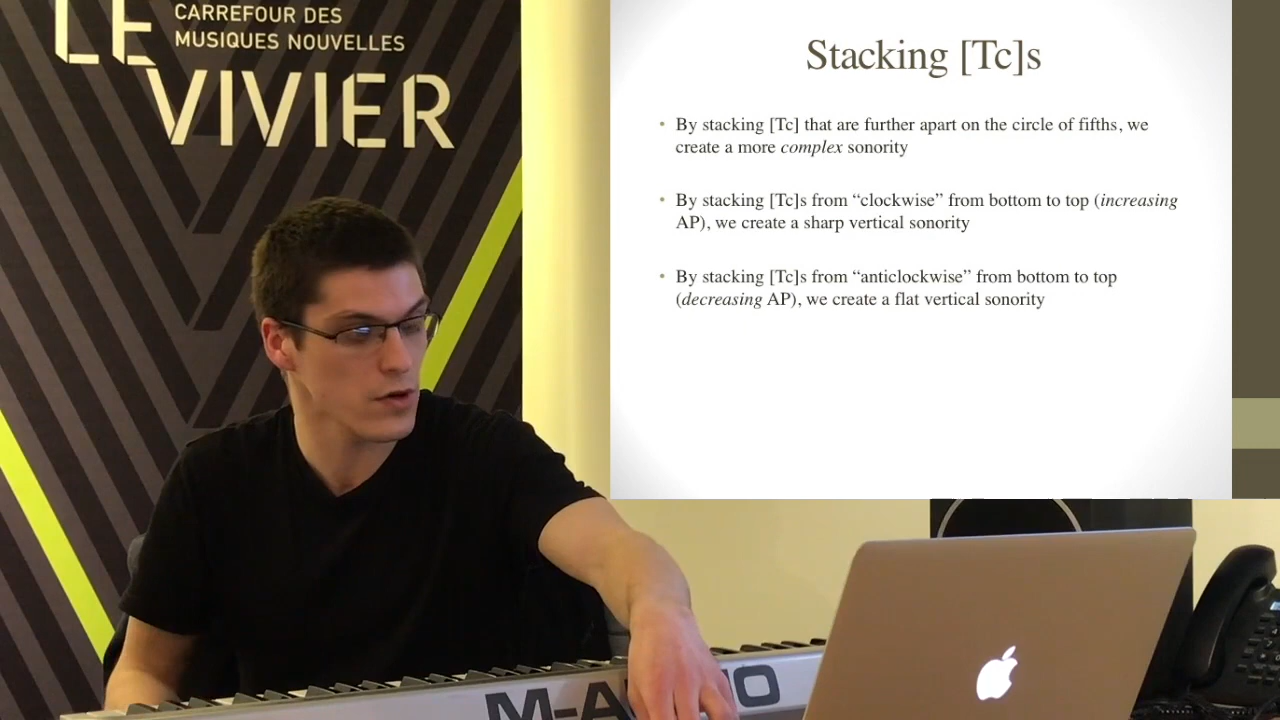 LE
CARREFOUR DES
MUSIQUES NOUVELLES
VIVIER
Stacking [Tc]s
• By stacking [Tc] that are further apart on the circle of fifths, we
create a more complex sonority
• By stacking [Tc]s from “clockwise” from bottom to top (increasing
AP), we create a sharp vertical sonority
• By stacking [Tc]s from “anticlockwise” from bottom to top
(decreasing AP), we create a flat vertical sonority